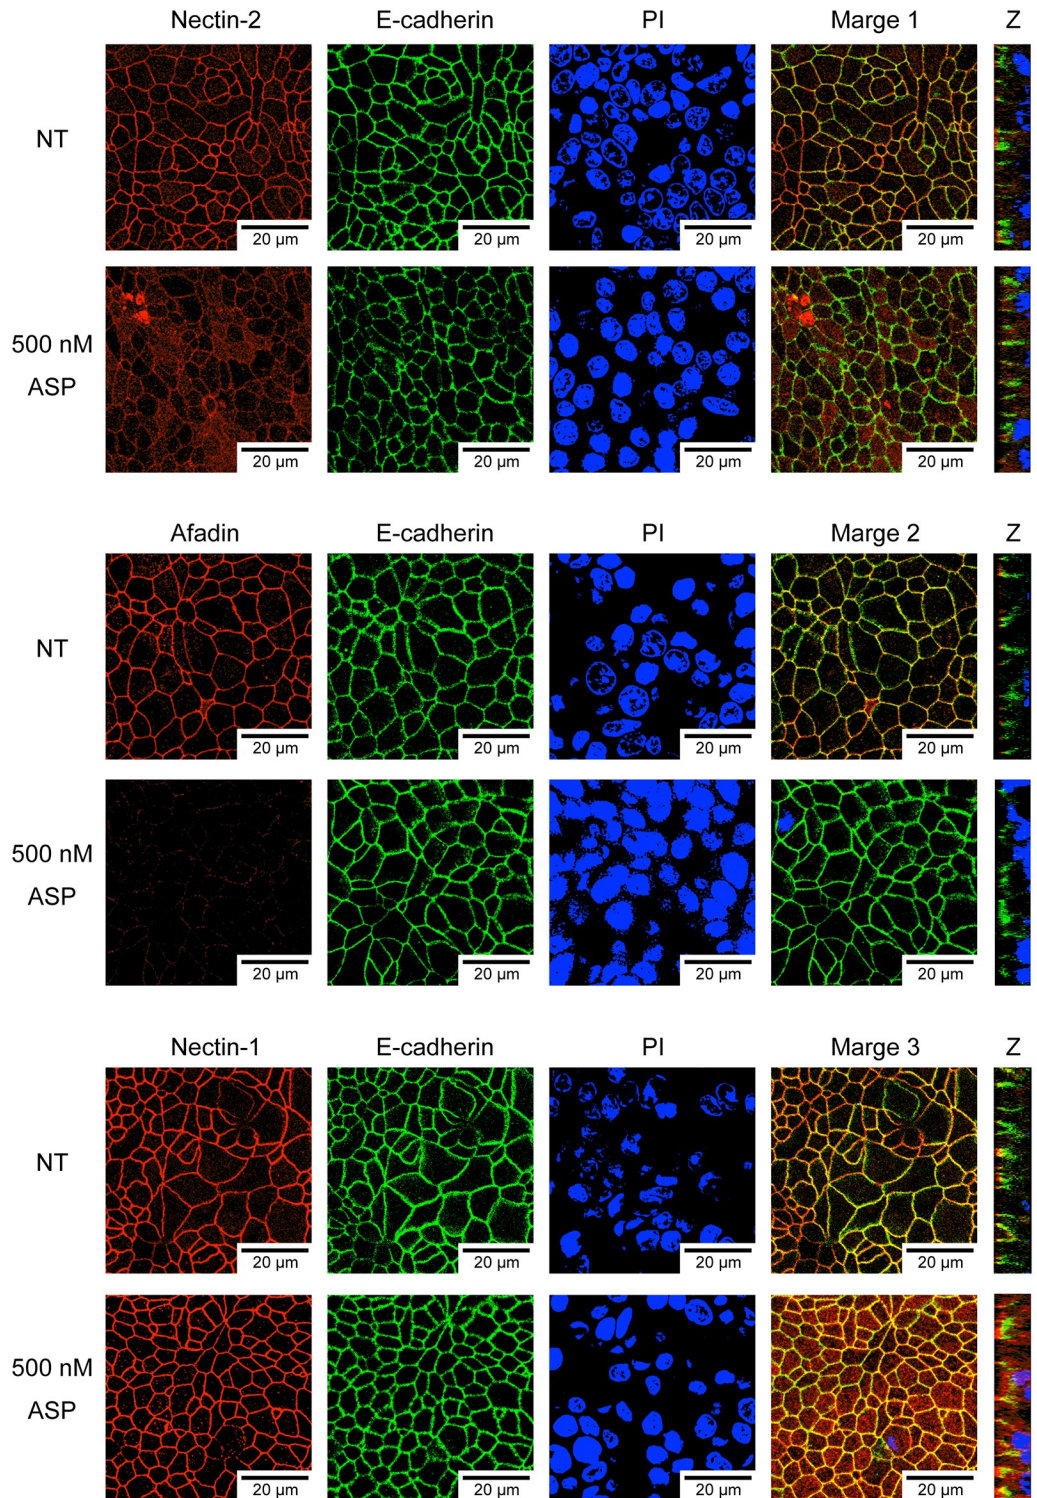 Nectin-2 E-cadherin PI Marge 1 Z
NT
20 µm 20 µm 20 µm 20 µm
500 nM
ASP
20 µm 20 µm 20 µm 20 µm
Afadin E-cadherin PI Marge 2 Z
NT
20 µm 20 µm 20 µm 20 µm
500 nM
ASP
20 µm 20 µm 20 µm 20 µm
Nectin-1 E-cadherin PI Marge 3 Z
NT
20 µm 20 µm 20 µm 20 µm
500 nM
ASP
20 µm 20 µm 20 µm 20 µm